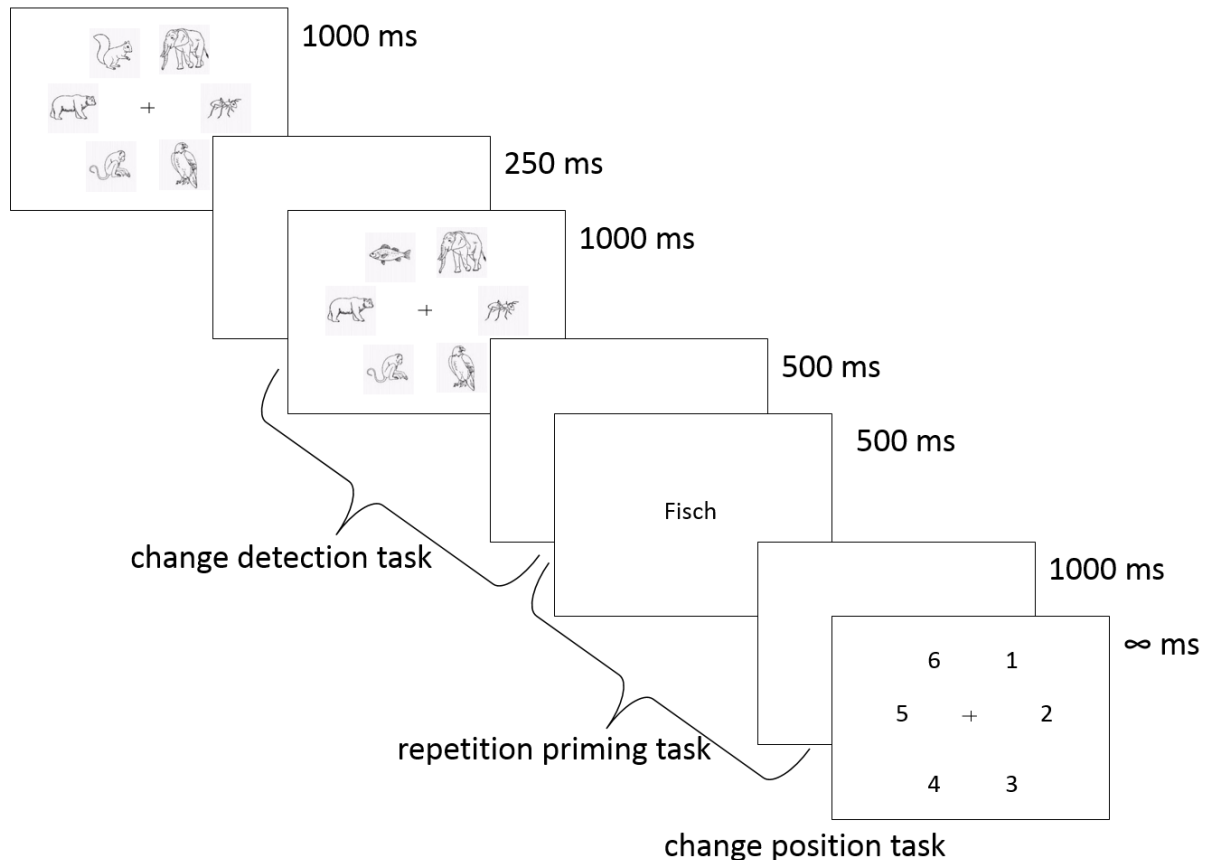 1000 ms
+
250 ms
1000 ms
+
500 ms
500 ms
Fisch
change detection task
1000 ms
∞ ms
6 1
5 + 2
repetition priming task
4 3
change position task